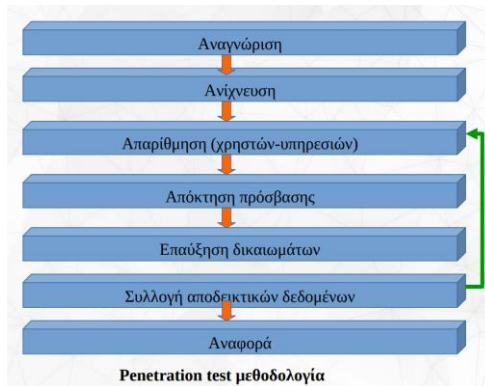 Αναγνώριση
Ανίχνευση
Απαρίθμηση (χρηστών-υπηρεσιών)
Απόκτηση πρόσβασης
Επαύξηση δικαιωμάτων
Συλλογή αποδεικτικών δεδομένων
Αναφορά
Penetration test μεθοδολογία